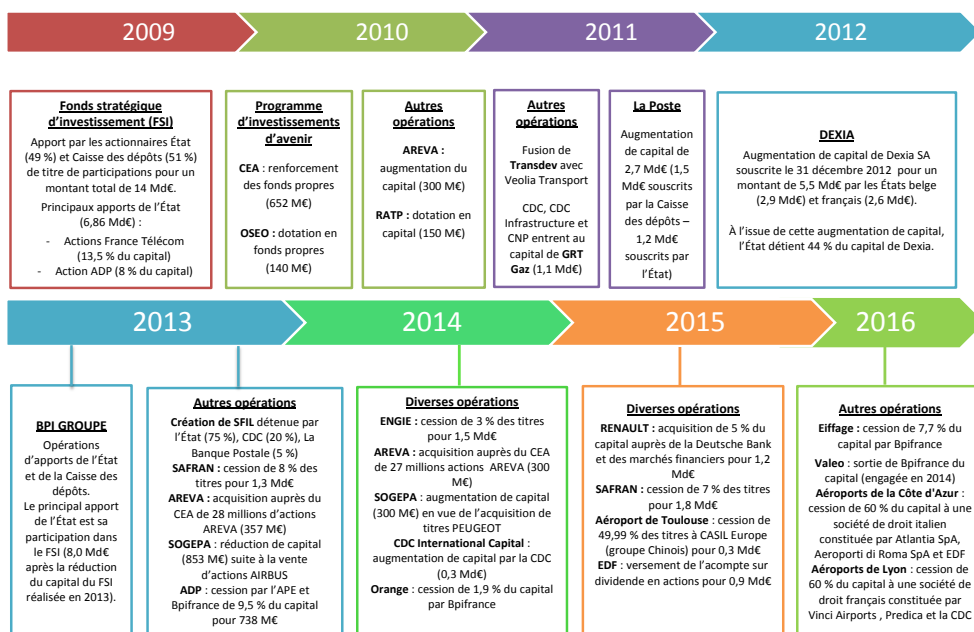 2009
2010
2011
2012
Fonds stratégique
d'investissement (FSI)
Apport par les actionnaires État
(49 %) et Caisse des dépôts (51 %)
de titre de participations pour un
montant total de 14 Md€.
Principaux apports de l'État
(6,86 Md€) :
- Actions France Télécom
(13,5 % du capital)
- Action ADP (8 % du capital)
Programme
d'investissements
d'avenir
CEA : renforcement
des fonds propres
(652 M€)
OSEO : dotation en
fonds propres
(140 M€)
Autres
opérations
AREVA :
augmentation du
capital (300 M€)
RATP : dotation en
capital (150 M€)
Autres
opérations
Fusion de
Transdev avec
Veolia Transport
CDC, CDC
Infrastructure et
CNP entrent au
capital de GRT
Gaz (1,1 Md€)
La Poste
Augmentation
de capital de
2,7 Md€ (1,5
Md€ souscrits
par la Caisse
des dépôts –
1,2 Md€
souscrits par
l'État)
DEXIA
Augmentation de capital de Dexia SA
souscrite le 31 décembre 2012 pour un
montant de 5,5 Md€ par les États belge
(2,9 Md€) et français (2,6 Md€).
À l'issue de cette augmentation de capital,
l'État détient 44 % du capital de Dexia.
2013
2014
2015
2016
BPI GROUPE
Opérations
d'apports de l'État
et de la Caisse des
dépôts.
Le principal apport
de l'État est sa
participation dans
le FSI (8,0 Md€
après la réduction
du capital du FSI
réalisée en 2013).
Autres opérations
Création de SFIL détenue par
l'État (75 %), CDC (20 %), La
Banque Postale (5 %)
SAFRAN : cession de 8 % des
titres pour 1,3 Md€
AREVA : acquisition auprès du
CEA de 28 millions d'actions
AREVA (357 M€)
SOGEPA : réduction de capital
(853 M€) suite à la vente
d'actions AIRBUS
ADP : cession par l'APE et
Bpifrance de 9,5 % du capital
pour 738 M€
Diverses opérations
ENGIE : cession de 3 % des titres
pour 1,5 Md€
AREVA : acquisition auprès du CEA
de 27 millions actions AREVA (300
M€)
SOGEPA : augmentation de capital
(300 M€) en vue de l'acquisition de
titres PEUGEOT
CDC International Capital :
augmentation de capital par la CDC
(0,3 M€)
Orange : cession de 1,9 % du capital
par Bpifrance
Diverses opérations
RENAULT : acquisition de 5 % du
capital auprès de la Deutsche Bank
et des marchés financiers pour 1,2
Md€
SAFRAN : cession de 7 % des titres
pour 1,8 Md€
Aéroport de Toulouse : cession de
49,99 % des titres à CASIL Europe
(groupe Chinois) pour 0,3 M€
EDF : versement de l'acompte sur
dividende en actions pour 0,9 Md€
Autres opérations
Eiffage : cession de 7,7 % du
capital par Bpifrance
Valeo : sortie de Bpifrance du
capital (engagée en 2014)
Aéroports de la Côte d'Azur :
cession de 60 % du capital à une
société de droit italien
constituée par Atlantia SpA,
Aeroporti di Roma SpA et EDF
Aéroports de Lyon : cession de
60 % du capital à une société de
droit français constituée par
Vinci Airports , Predica et la CDC